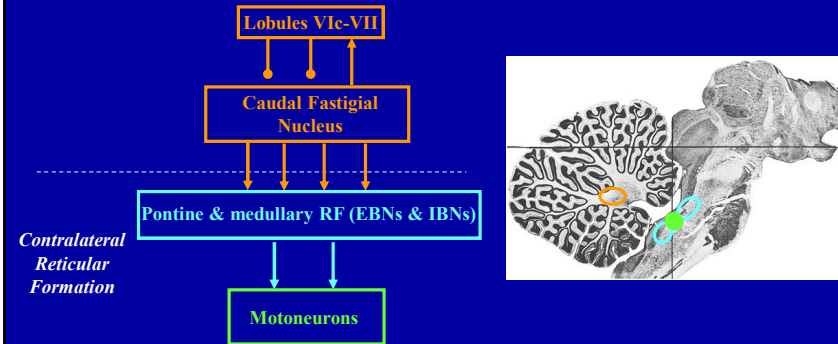 Lobules VIc-VII
Caudal Fastigial
Nucleus
Pontine & medullary RF (EBNs & IBNs)
Contralateral
Reticular
Formation
Motoneurons